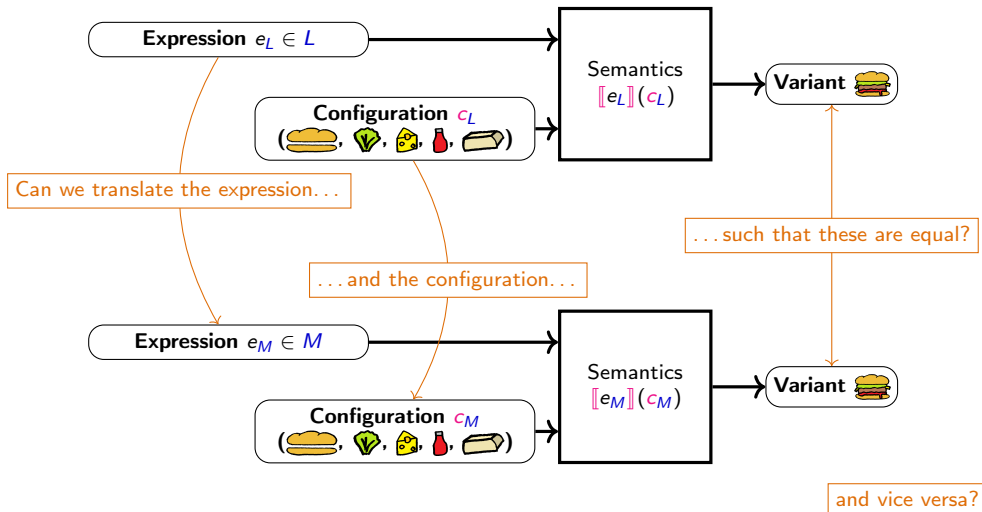 Expression e_L ∈ L
Semantics
⟦e_L⟧(c_L)
Variant
Configuration c_L
( , , , , )
Can we translate the expression…
…such that these are equal?
…and the configuration…
Expression e_M ∈ M
Semantics
⟦e_M⟧(c_M)
Variant
Configuration c_M
( , , , , )
and vice versa?